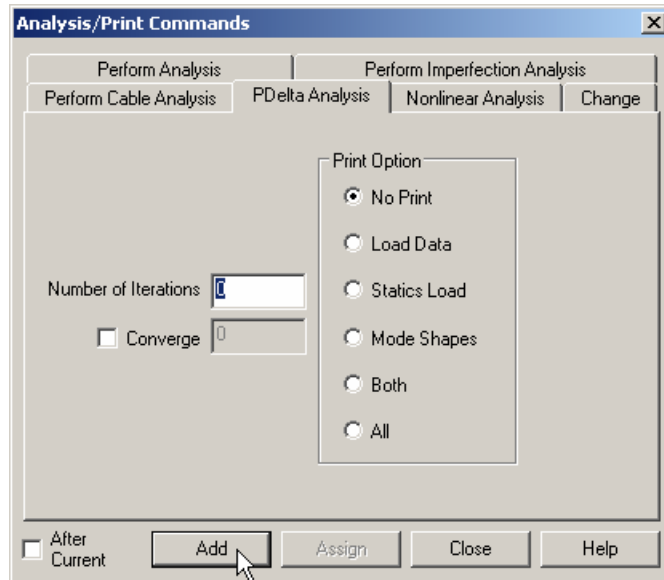 Analysis/Print Commands
Perform Analysis
Perform Imperfection Analysis
Perform Cable Analysis
PDelta Analysis
Nonlinear Analysis
Change
Print Option
No Print
Load Data
Number of Iterations 0
Statics Load
Converge 0
Mode Shapes
Both
All
After
Current
Add
Assign
Close
Help